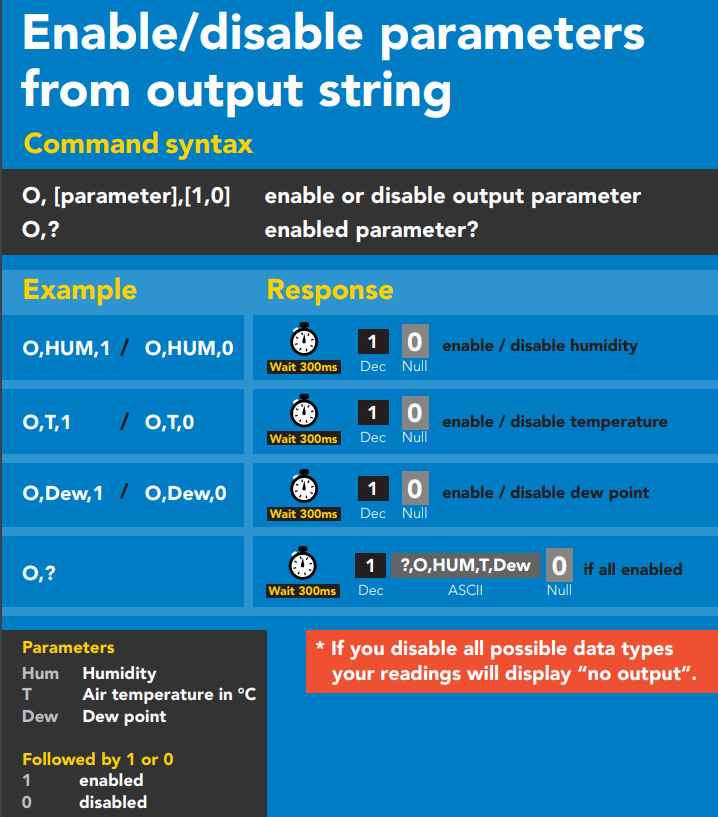 Enable/disable parameters
from output string
Command syntax
O, [parameter],[1,0] enable or disable output parameter
O,? enabled parameter?
Example Response
O,HUM,1 / O,HUM,0 1 0 enable / disable humidity
Wait 300ms Dec Null
O,T,1 / O,T,0 1 0 enable / disable temperature
Wait 300ms Dec Null
O,Dew,1 / O,Dew,0 1 0 enable / disable dew point
Wait 300ms Dec Null
O,? 1 ?,O,HUM,T,Dew 0 if all enabled
Wait 300ms Dec ASCII Null
Parameters
Hum Humidity
T Air temperature in °C
Dew Dew point
Followed by 1 or 0
1 enabled
0 disabled
* If you disable all possible data types
your readings will display “no output”.